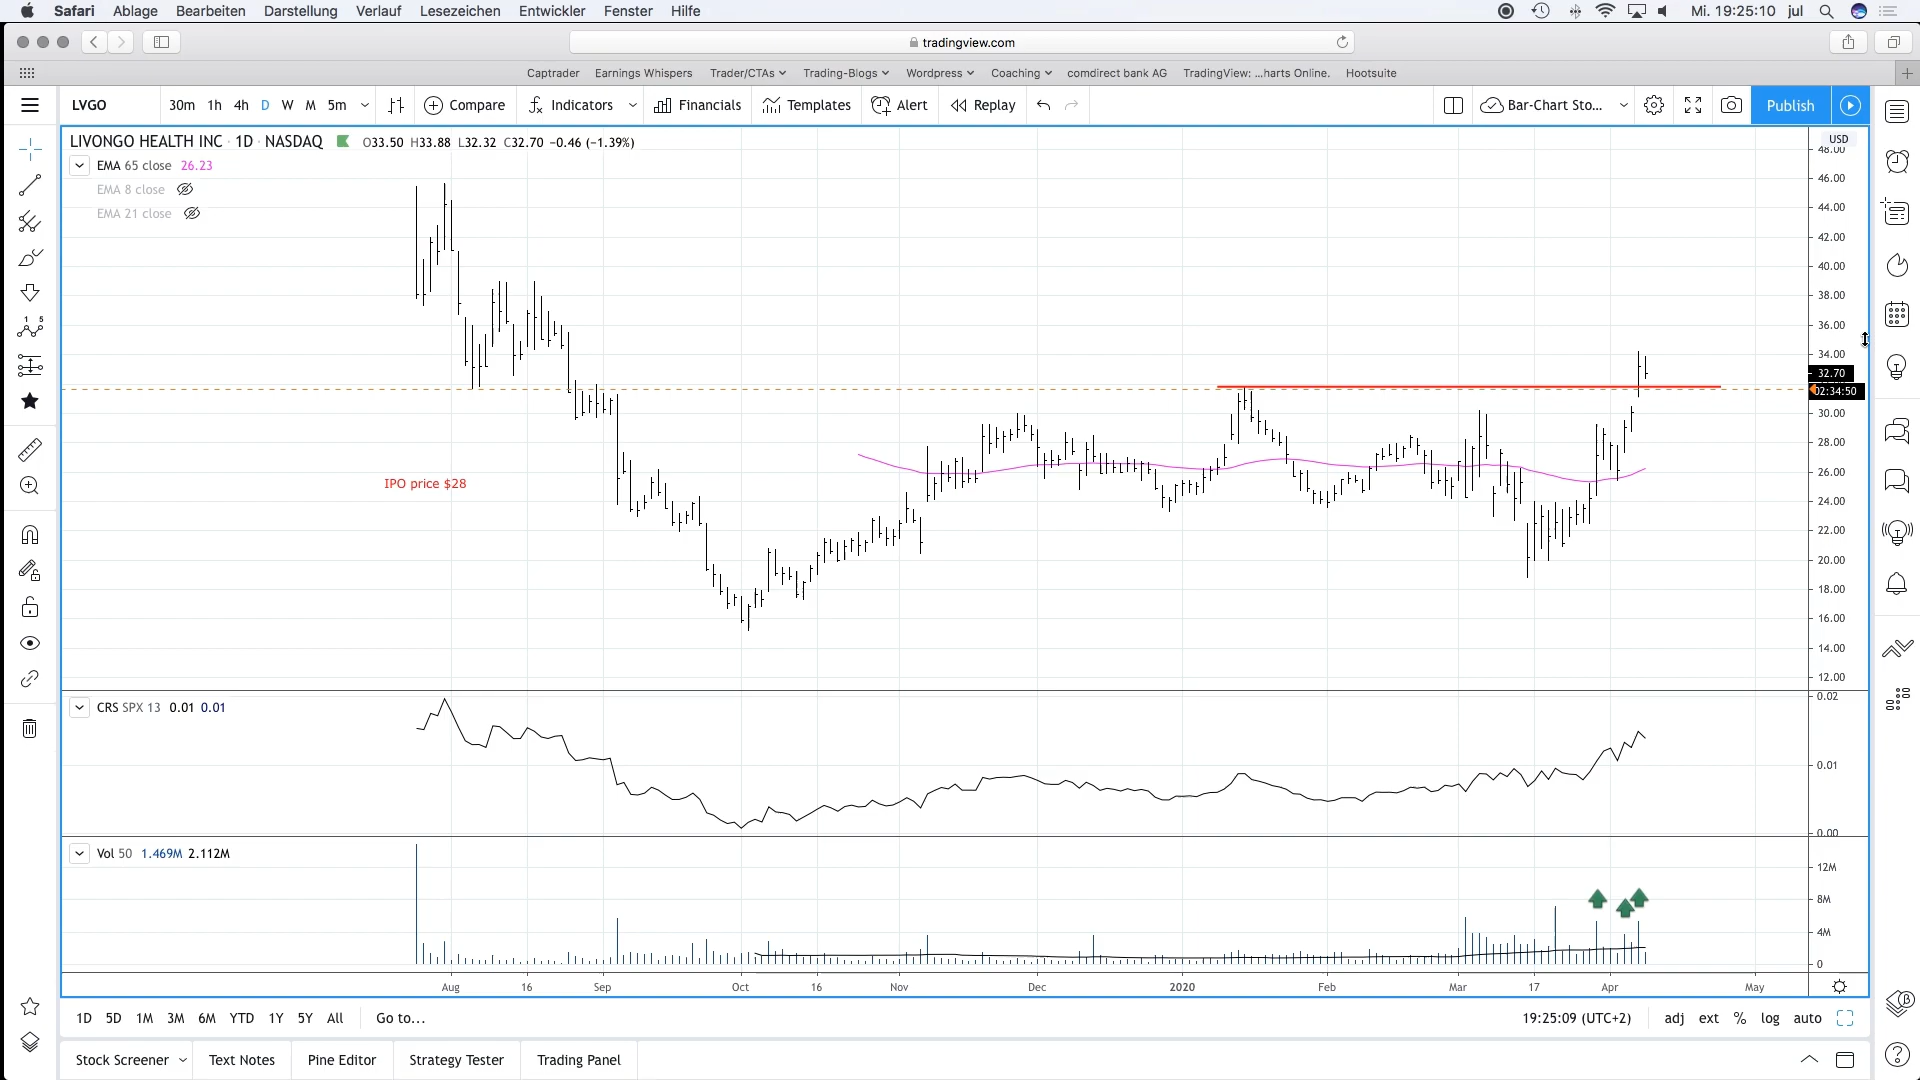 Safari Ablage Bearbeiten Darstellung Verlauf Lesezeichen Entwickler Fenster Hilfe Mi. 19:25:10 jul
tradingview.com
Captrader Earnings Whispers Trader/CTAs Trading-Blogs Wordpress Coaching comdirect bank AG TradingView: ...harts Online. Hootsuite
LVGO 30m 1h 4h D W M 5m Compare Indicators Financials Templates Alert Replay Bar-Chart Sto... Publish
LIVONGO HEALTH INC · 1D · NASDAQ O33.50 H33.88 L32.32 C32.70 −0.46 (−1.39%)
USD
EMA 65 close 26.23
EMA 8 close
EMA 21 close
48.00
46.00
44.00
42.00
40.00
38.00
36.00
34.00
32.70
02:34:50
30.00
28.00
26.00
24.00
22.00
20.00
18.00
16.00
14.00
12.00
IPO price $28
CRS SPX 13 0.01 0.01
0.02
0.01
0.00
Vol 50 1.469M 2.112M
12M
8M
4M
0
Aug 16 Sep Oct 16 Nov Dec 2020 Feb Mar 17 Apr May
1D 5D 1M 3M 6M YTD 1Y 5Y All Go to... 19:25:09 (UTC+2) adj ext % log auto
Stock Screener Text Notes Pine Editor Strategy Tester Trading Panel